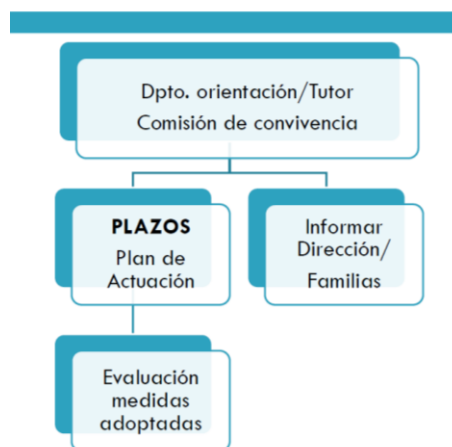 Dpto. orientación/Tutor
Comisión de convivencia
PLAZOS
Plan de
Actuación
Informar
Dirección/
Familias
Evaluación
medidas
adoptadas